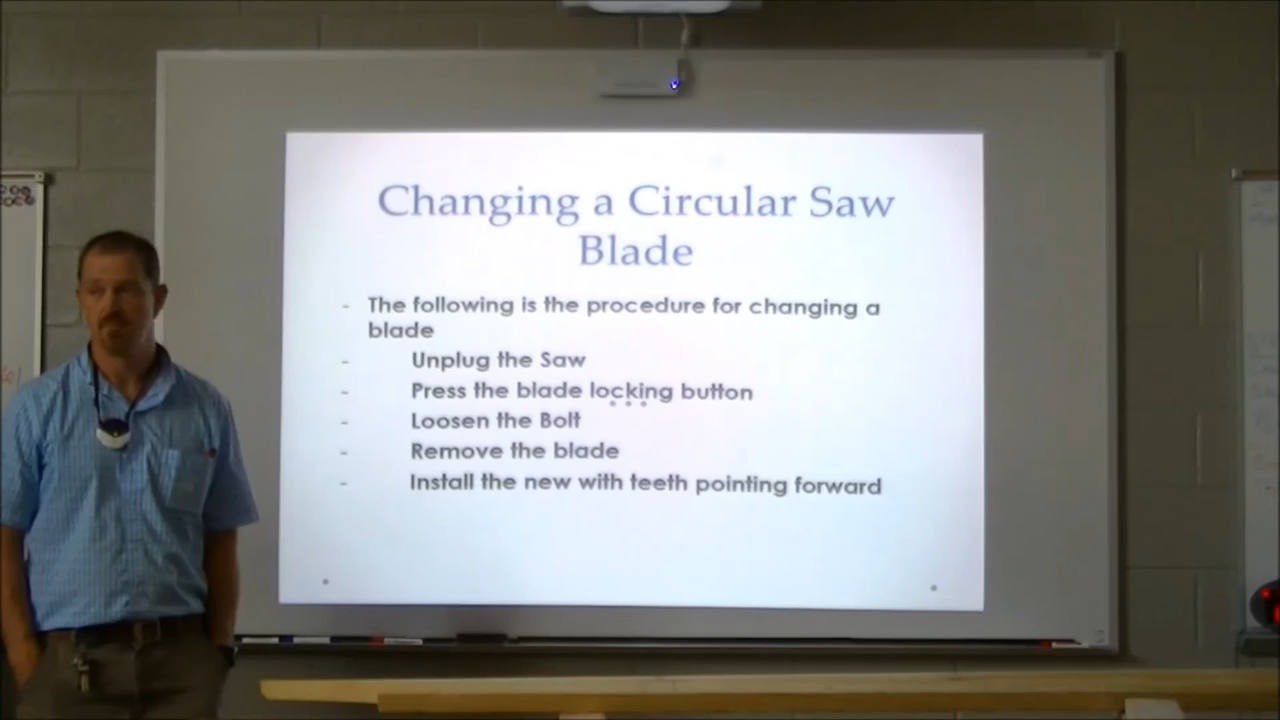 Changing a Circular Saw
Blade
- The following is the procedure for changing a
blade
- Unplug the Saw
- Press the blade locking button
- Loosen the Bolt
- Remove the blade
- Install the new with teeth pointing forward